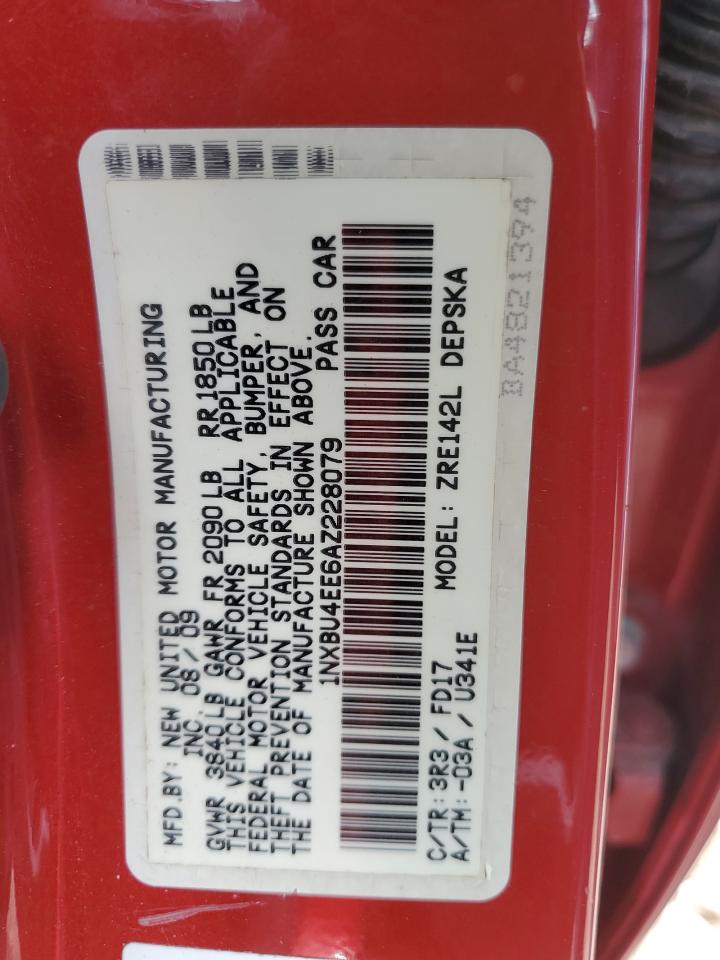 MFD.BY: NEW UNITED MOTOR MANUFACTURING
INC. 08/09
GVWR 3840LB GAWR FR 2090LB RR1850LB
THIS VEHICLE CONFORMS TO ALL APPLICABLE
FEDERAL MOTOR VEHICLE SAFETY, BUMPER, AND
THEFT PREVENTION STANDARDS IN EFFECT ON
THE DATE OF MANUFACTURE SHOWN ABOVE.
1NXBU4EE6AZ228079 PASS CAR
C/TR: 3R3 / FD17 MODEL: ZRE142L DEPSKA
A/TM: -03A / U341E
BA4821394